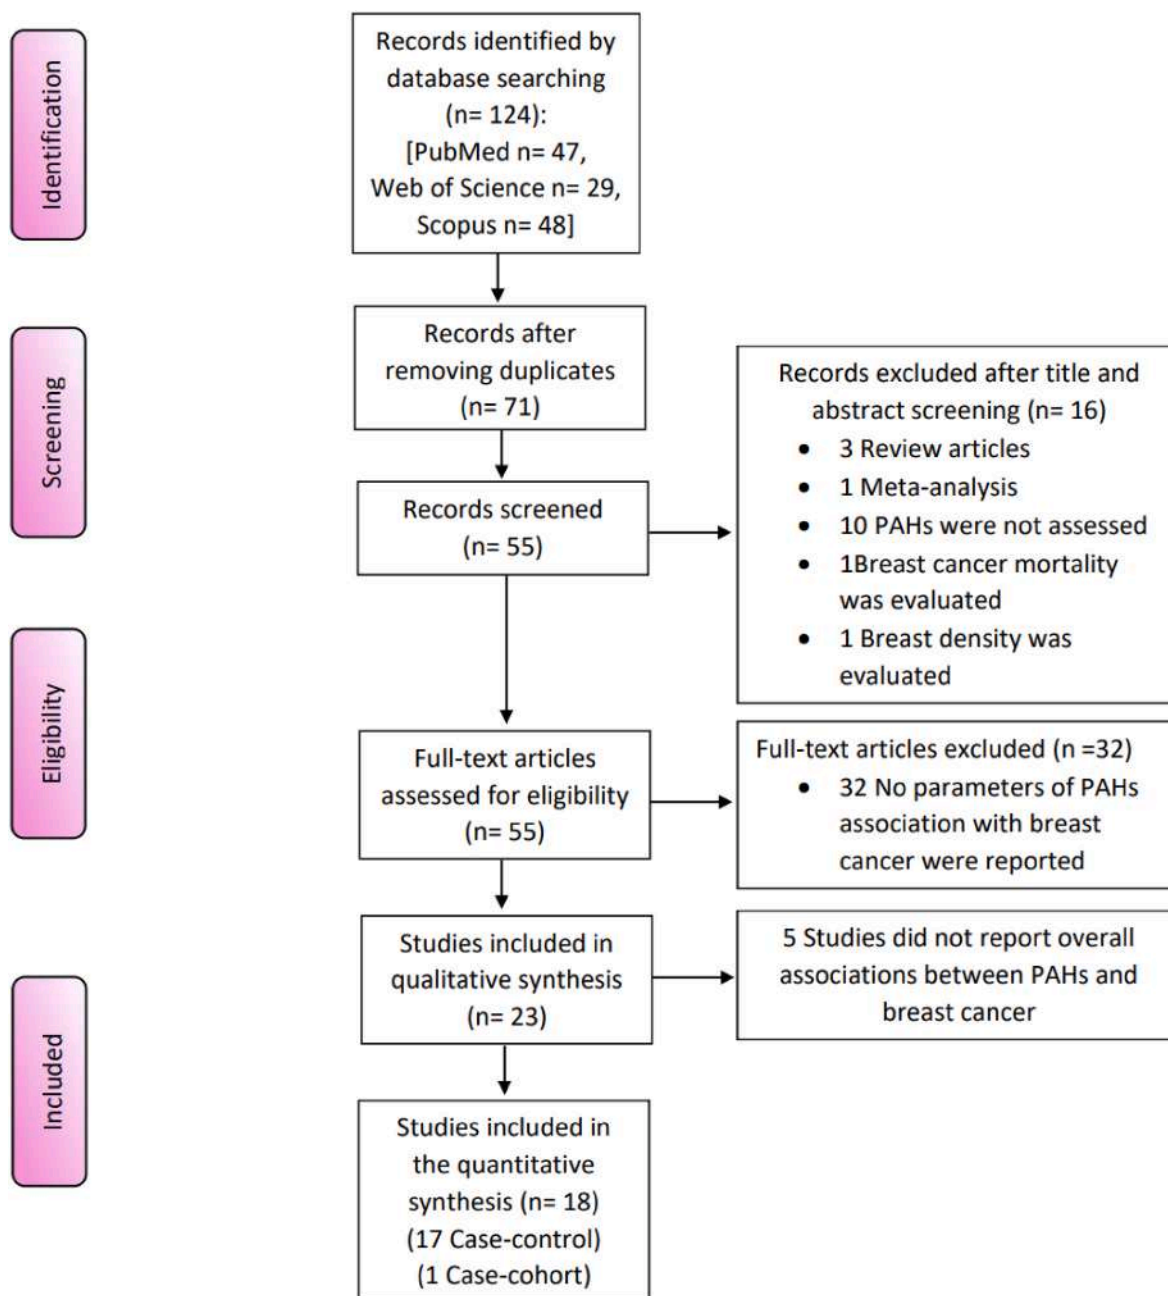 Identification
Records identified by
database searching
(n= 124):
[PubMed n= 47,
Web of Science n= 29,
Scopus n= 48]
Screening
Records after
removing duplicates
(n= 71)
Records screened
(n= 55)
Records excluded after title and
abstract screening (n= 16)
• 3 Review articles
• 1 Meta-analysis
• 10 PAHs were not assessed
• 1Breast cancer mortality
was evaluated
• 1 Breast density was
evaluated
Eligibility
Full-text articles
assessed for eligibility
(n= 55)
Full-text articles excluded (n =32)
• 32 No parameters of PAHs
association with breast
cancer were reported
Included
Studies included in
qualitative synthesis
(n= 23)
5 Studies did not report overall
associations between PAHs and
breast cancer
Studies included in
the quantitative
synthesis (n= 18)
(17 Case-control)
(1 Case-cohort)